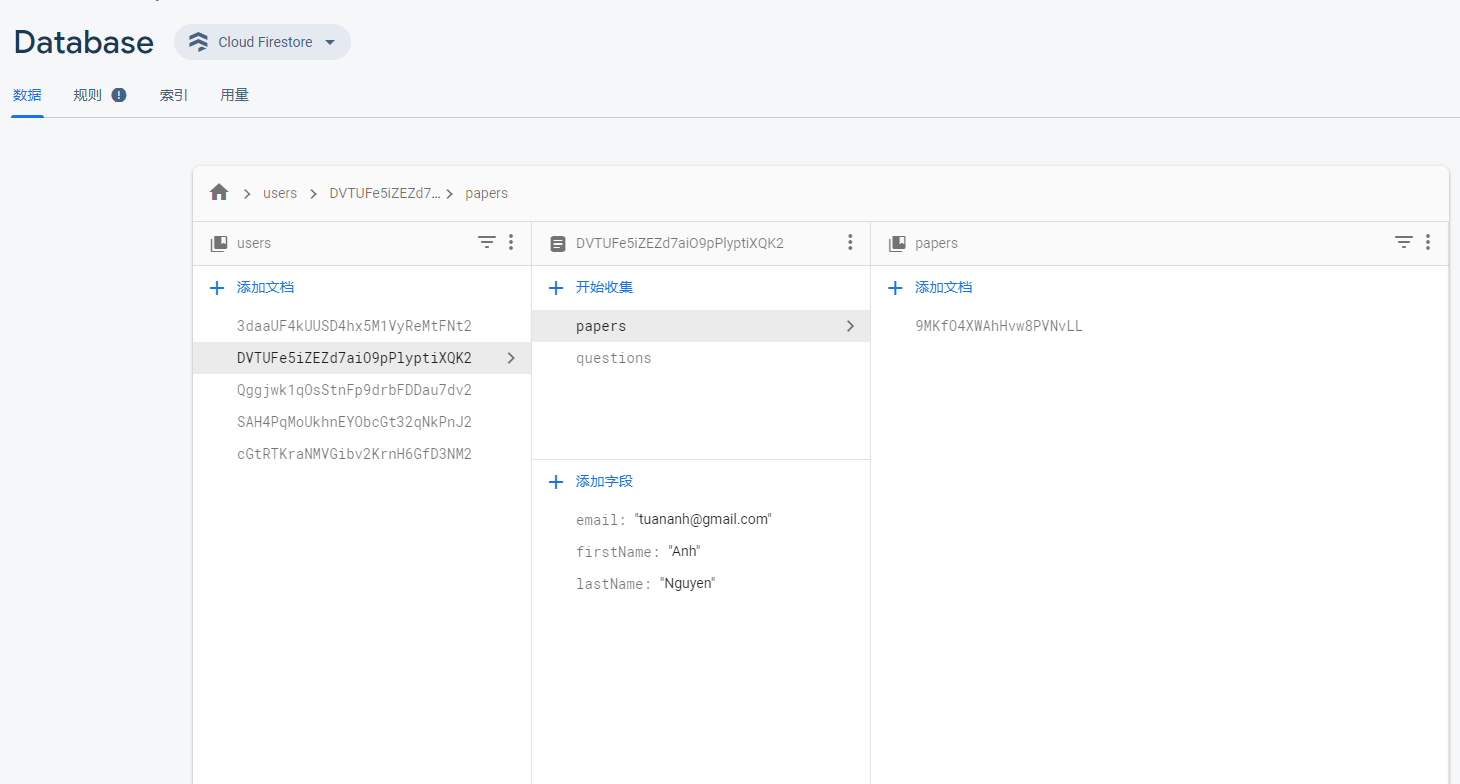 Database Cloud Firestore
数据 规则 索引 用量
users DVTUFe5iZEZd7... papers
users
添加文档
3daaUF4kUUSD4hx5M1VyReMtFNt2
DVTUFe5iZEZd7aiO9pPlyptiXQK2
Qggjwk1qOsStnFp9drbFDDau7dv2
SAH4PqMoUkhnEYObcGt32qNkPnJ2
cGtRTKraNMVGibv2KrnH6GfD3NM2
DVTUFe5iZEZd7aiO9pPlyptiXQK2
开始收集
papers
questions
添加字段
email: "tuananh@gmail.com"
firstName: "Anh"
lastName: "Nguyen"
papers
添加文档
9MKfO4XWAhHvw8PVNvLL